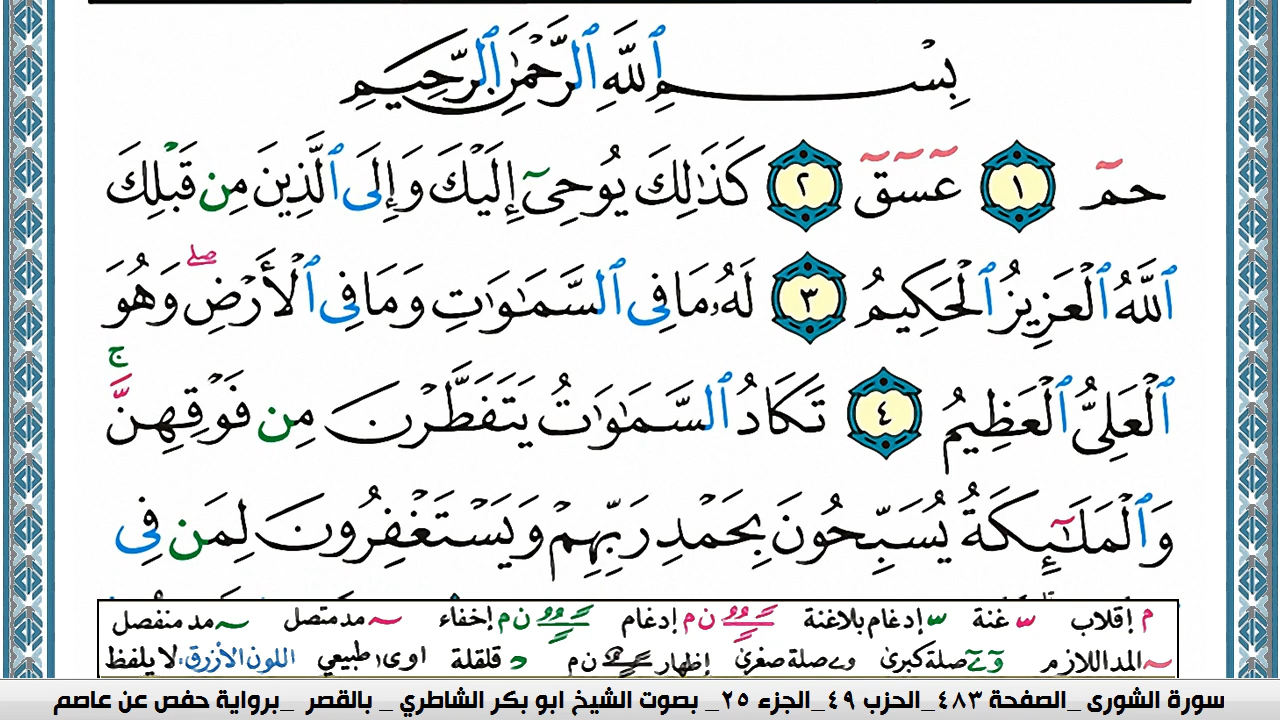 بِسْمِ ٱللَّهِ ٱلرَّحْمَٰنِ ٱلرَّحِيمِ
حمٓ ١ عٓسٓقٓ ٢ كَذَٰلِكَ يُوحِىٓ إِلَيْكَ وَإِلَى ٱلَّذِينَ مِن قَبْلِكَ
ٱللَّهُ ٱلْعَزِيزُ ٱلْحَكِيمُ ٣ لَهُۥ مَا فِى ٱلسَّمَٰوَٰتِ وَمَا فِى ٱلْأَرْضِ ۖ وَهُوَ
ٱلْعَلِىُّ ٱلْعَظِيمُ ٤ تَكَادُ ٱلسَّمَٰوَٰتُ يَتَفَطَّرْنَ مِن فَوْقِهِنَّ ۚ
وَٱلْمَلَٰٓئِكَةُ يُسَبِّحُونَ بِحَمْدِ رَبِّهِمْ وَيَسْتَغْفِرُونَ لِمَن فِى
م إقلاب س غنة س إدغام بلاغنة ن م إدغام ن م إخفاء مد متصل مد منفصل
المد اللازم صلة كبرى صلة صغرى إظهار ن م قلقلة اوى طبيعي اللون الأزرق: لا يلفظ
سورة الشورى _الصفحة ٤٨٣_الحزب ٤٩_الجزء ٢٥_ بصوت الشيخ ابو بكر الشاطري _ بالقصر _برواية حفص عن عاصم